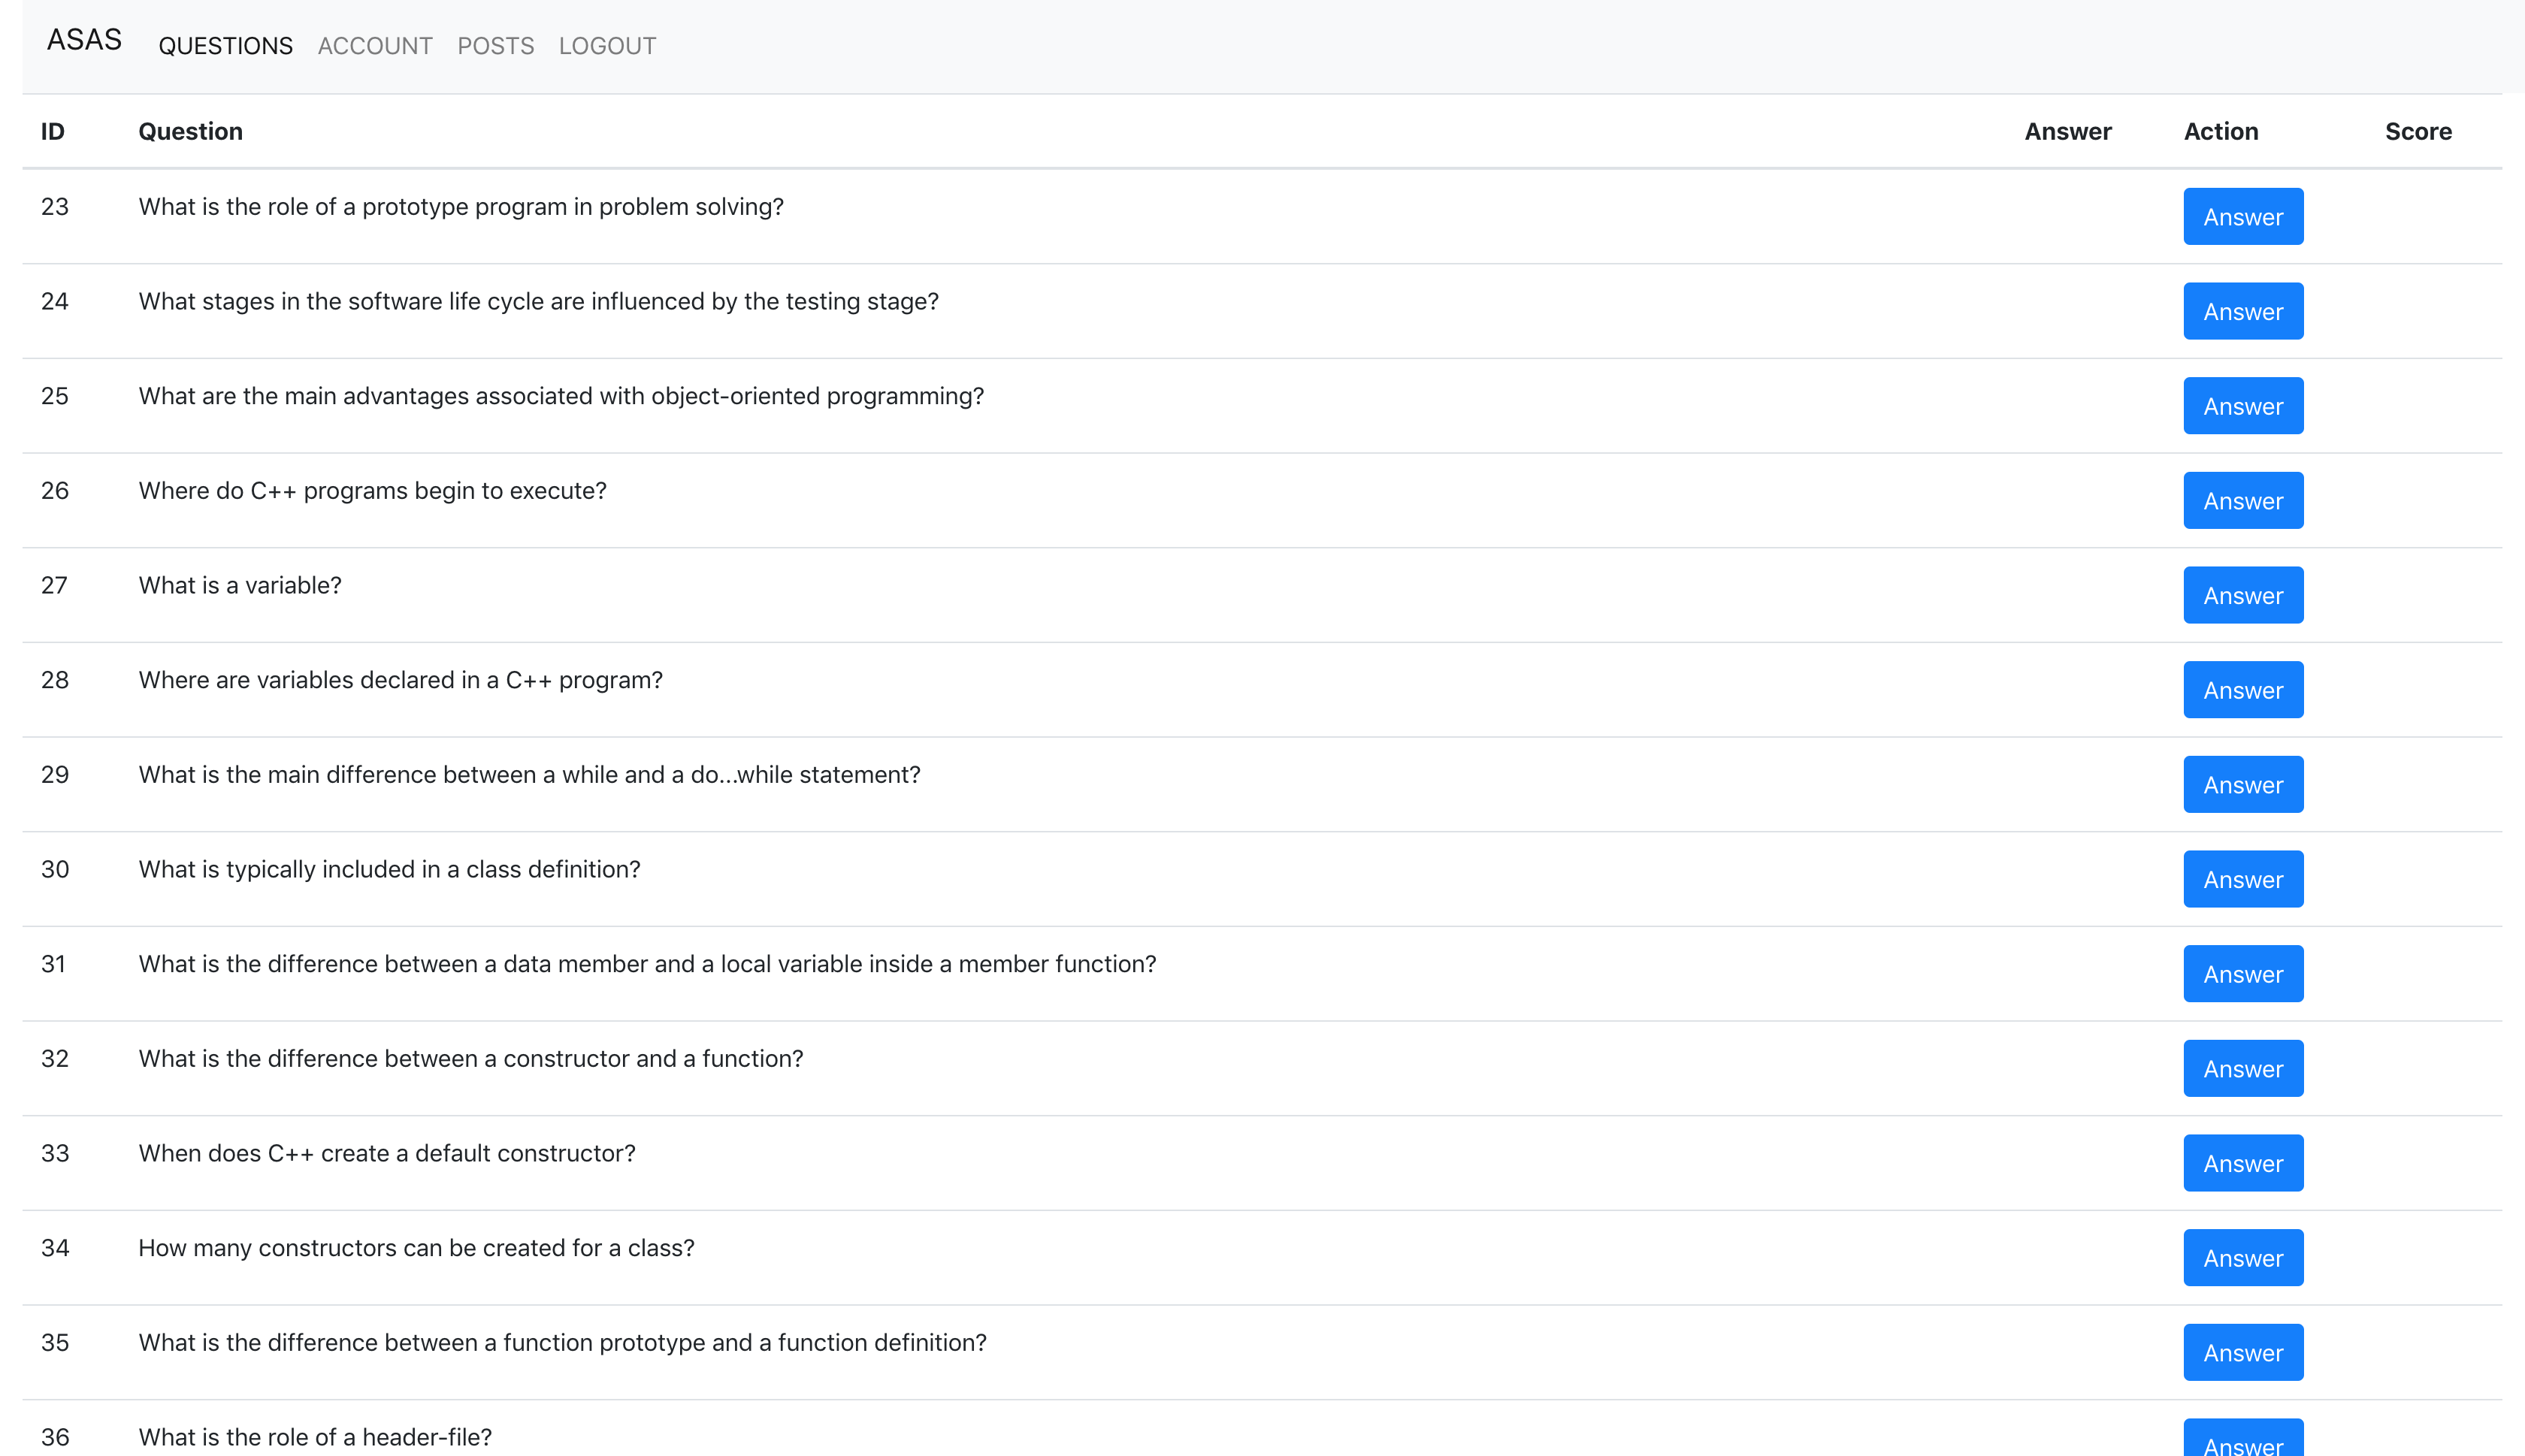 ASAS QUESTIONS ACCOUNT POSTS LOGOUT
ID Question Answer Action Score
23 What is the role of a prototype program in problem solving? Answer
24 What stages in the software life cycle are influenced by the testing stage? Answer
25 What are the main advantages associated with object-oriented programming? Answer
26 Where do C++ programs begin to execute? Answer
27 What is a variable? Answer
28 Where are variables declared in a C++ program? Answer
29 What is the main difference between a while and a do...while statement? Answer
30 What is typically included in a class definition? Answer
31 What is the difference between a data member and a local variable inside a member function? Answer
32 What is the difference between a constructor and a function? Answer
33 When does C++ create a default constructor? Answer
34 How many constructors can be created for a class? Answer
35 What is the difference between a function prototype and a function definition? Answer
36 What is the role of a header-file? Answer